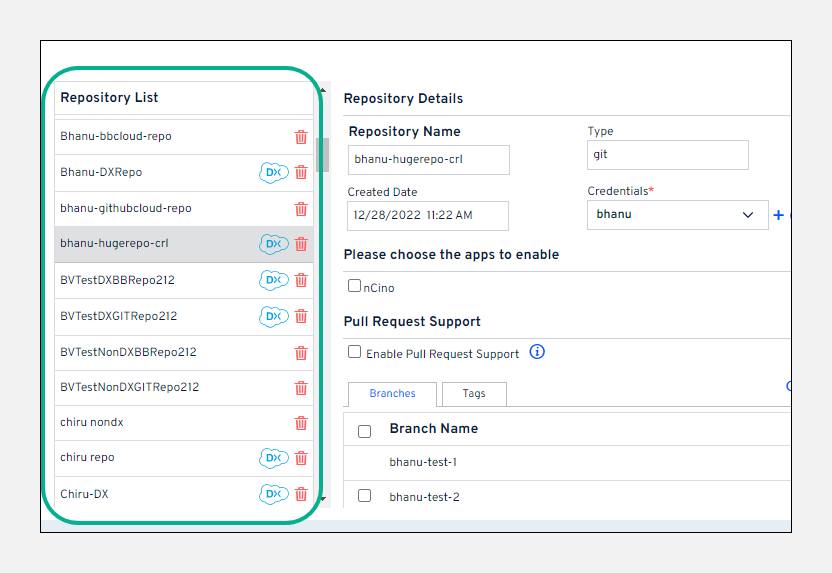 Repository List
Bhanu-bbcloud-repo
Bhanu-DXRepo DX
bhanu-githubcloud-repo
bhanu-hugerepo-crl DX
BVTestDXBBRepo212 DX
BVTestDXGITRepo212 DX
BVTestNonDXBBRepo212
BVTestNonDXGITRepo212
chiru nondx
chiru repo DX
Chiru-DX DX
Repository Details
Repository Name
bhanu-hugerepo-crl
Type
git
Created Date
12/28/2022 11:22 AM
Credentials*
bhanu
Please choose the apps to enable
nCino
Pull Request Support
Enable Pull Request Support
Branches Tags
Branch Name
bhanu-test-1
bhanu-test-2